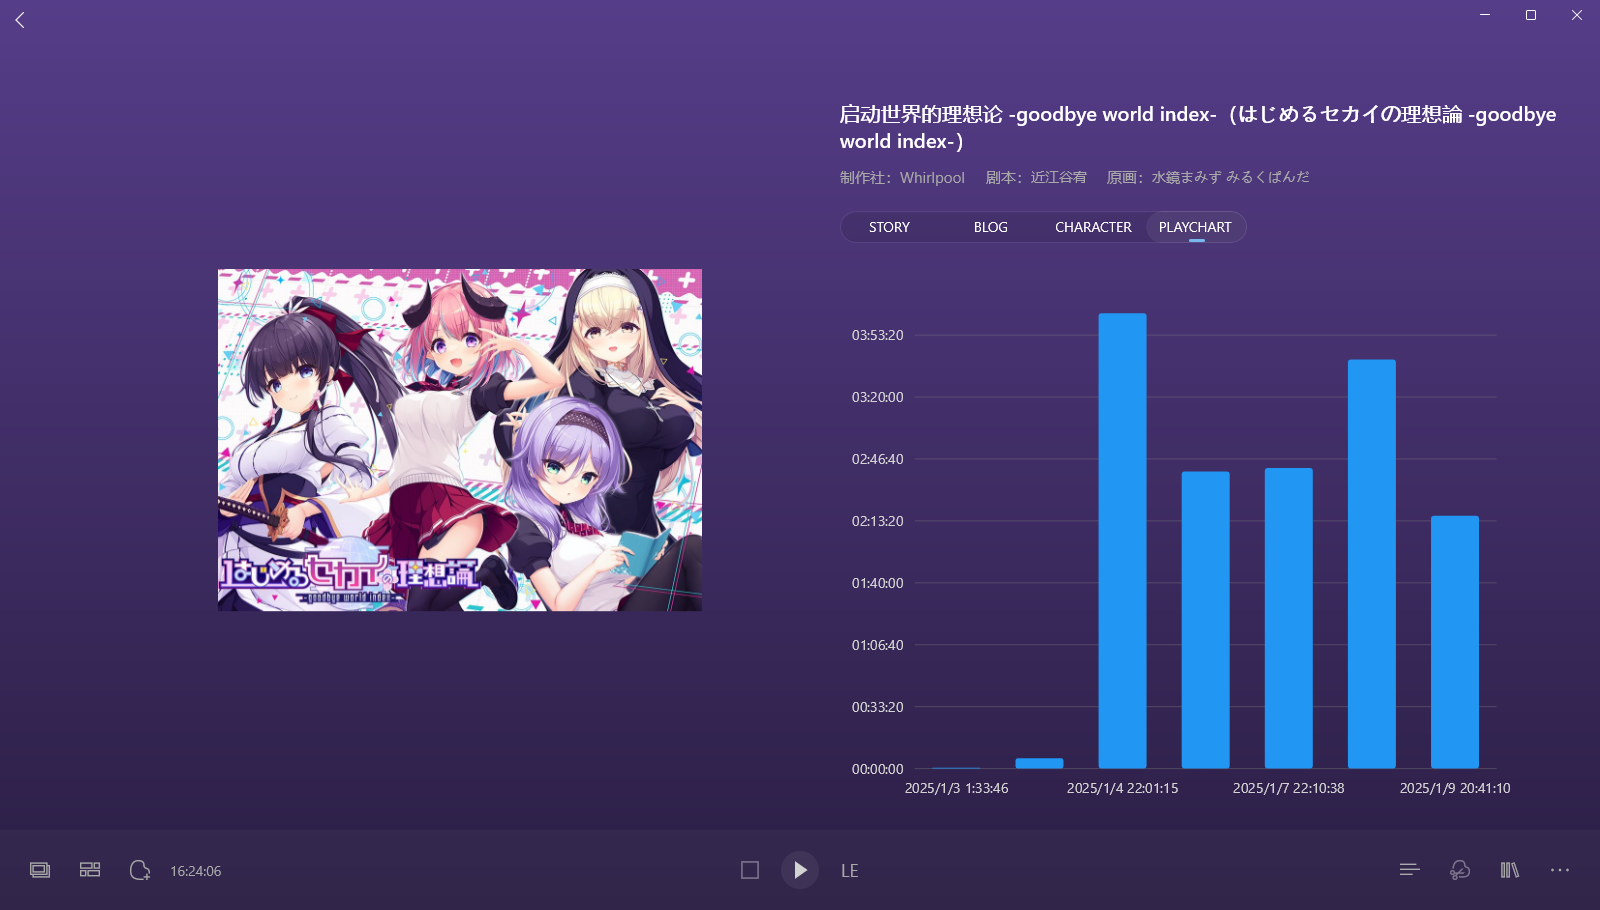 启动世界的理想论 -goodbye world index-（はじめるセカイの理想論 -goodbye
world index-）
制作社：Whirlpool 剧本：近江谷宥 原画：水鏡まみず みるくぱんだ
STORY BLOG CHARACTER PLAYCHART
はじめるセカイの理想論
-goodbye world index-
03:53:20
03:20:00
02:46:40
02:13:20
01:40:00
01:06:40
00:33:20
00:00:00
2025/1/3 1:33:46 2025/1/4 22:01:15 2025/1/7 22:10:38 2025/1/9 20:41:10
16:24:06 LE